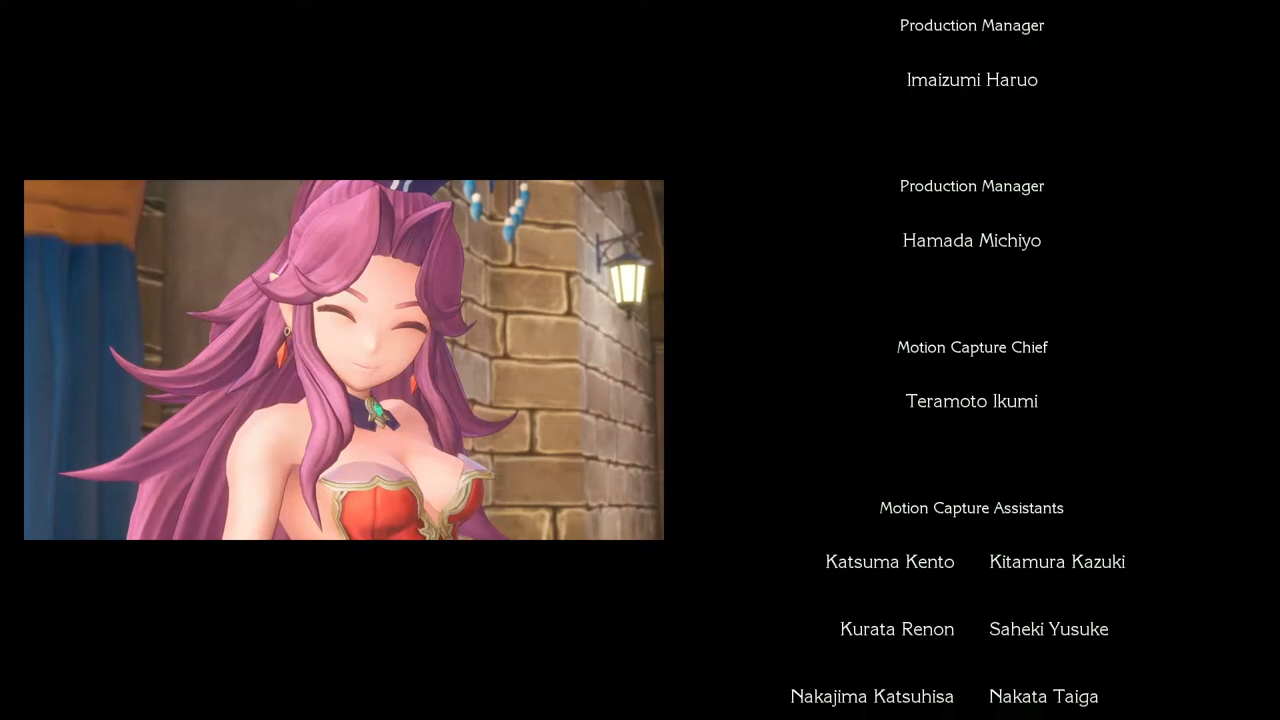 Production Manager
Imaizumi Haruo
Production Manager
Hamada Michiyo
Motion Capture Chief
Teramoto Ikumi
Motion Capture Assistants
Katsuma Kento Kitamura Kazuki
Kurata Renon Saheki Yusuke
Nakajima Katsuhisa Nakata Taiga